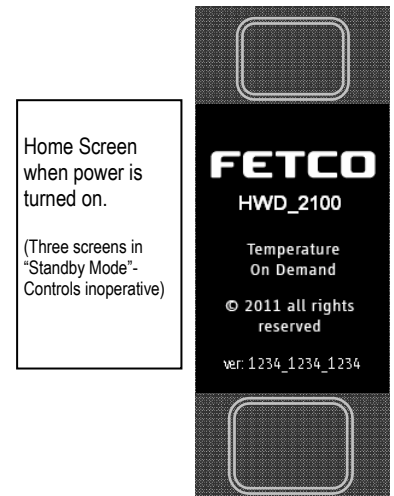 Home Screen
when power is
turned on.
(Three screens in
“Standby Mode”-
Controls inoperative)
FETCO
HWD_2100
Temperature
On Demand
© 2011 all rights
reserved
ver: 1234_1234_1234